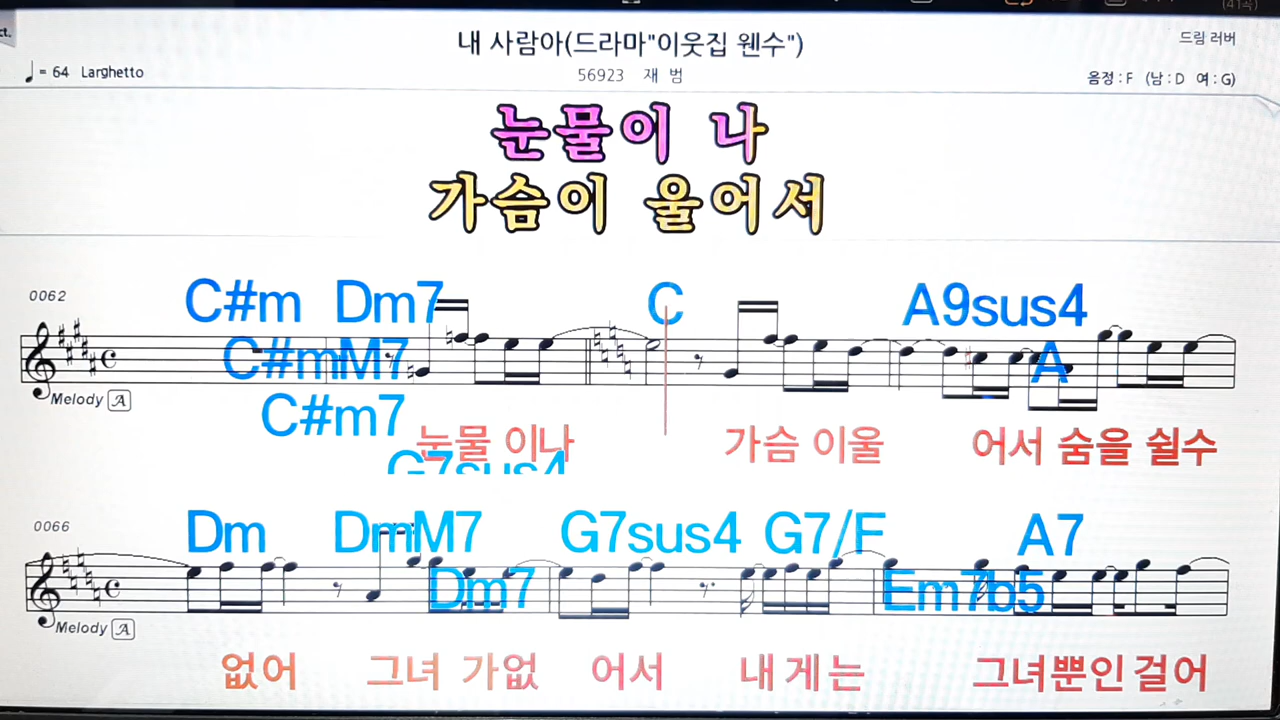 ct.
내 사람아(드라마"이웃집 웬수")
드림 러버
♩ = 64 Larghetto
56923 재 범
음정 : F (남 : D 여 : G)
눈물이 나
가슴이 울어서
0062
C#m Dm7 C A9sus4
C#mM7 A
C#m7
Melody A
눈물 이나 가슴 이울 어서 숨을 쉴수
G7sus4
0066
Dm DmM7 G7sus4 G7/F A7
Dm7 Em7b5
Melody A
없어 그녀 가없 어서 내게는 그녀뿐인걸어